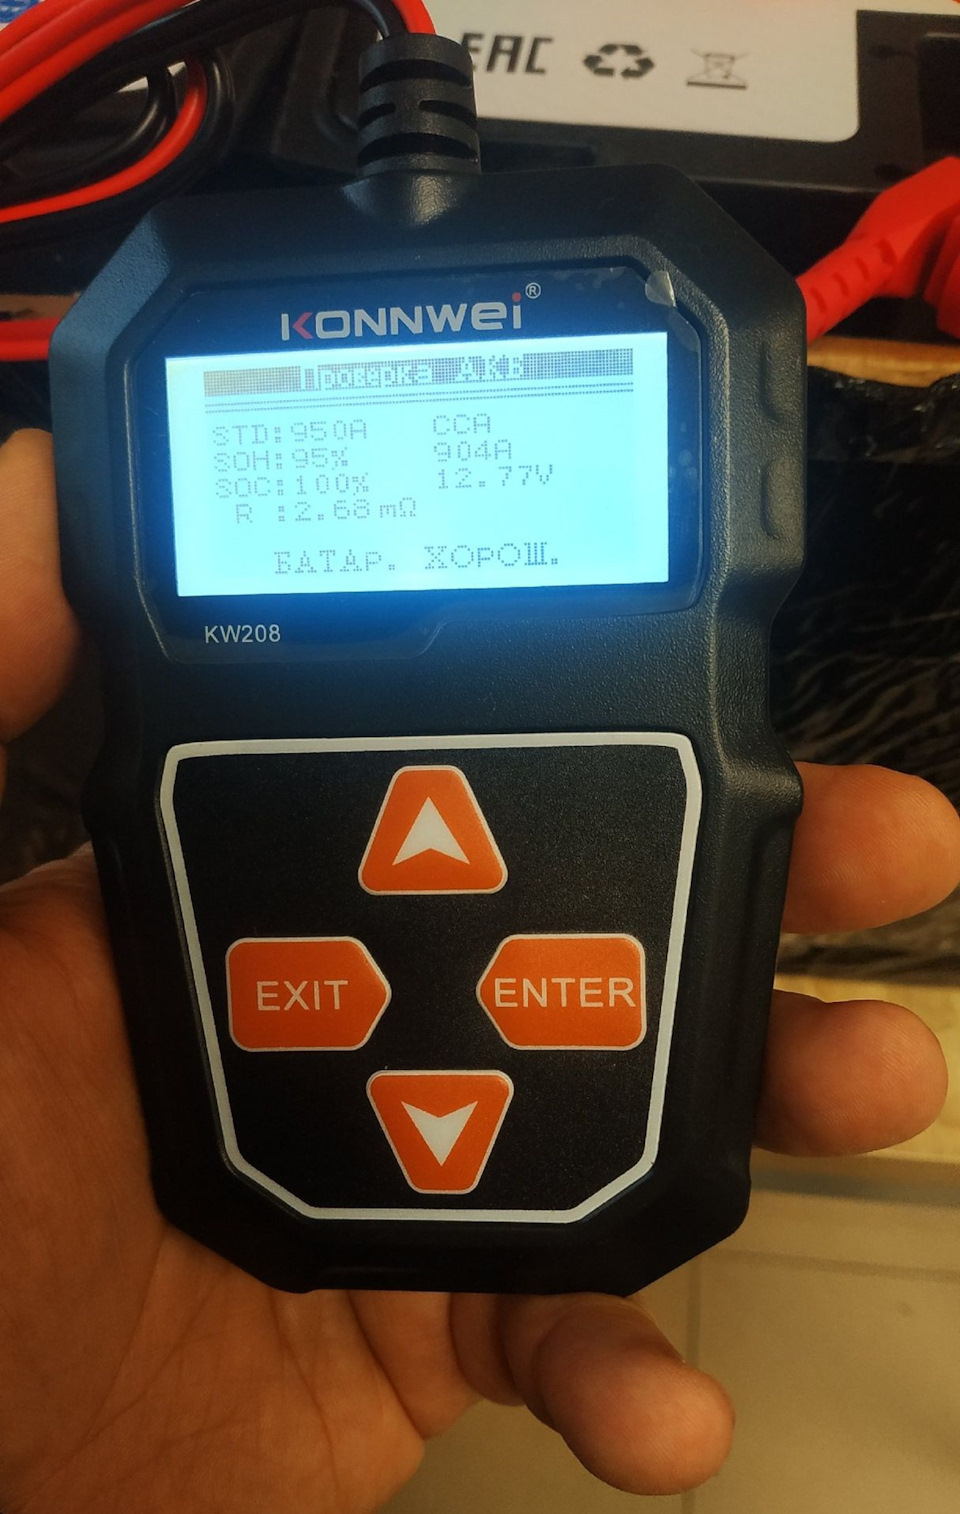 EAC
KONNWEI®
Проверка АКБ
STD:950A CCA
SOH:95% 904A
SOC:100% 12.77V
R :2.68mΩ
БАТАР. ХОРОШ.
KW208
EXIT
ENTER